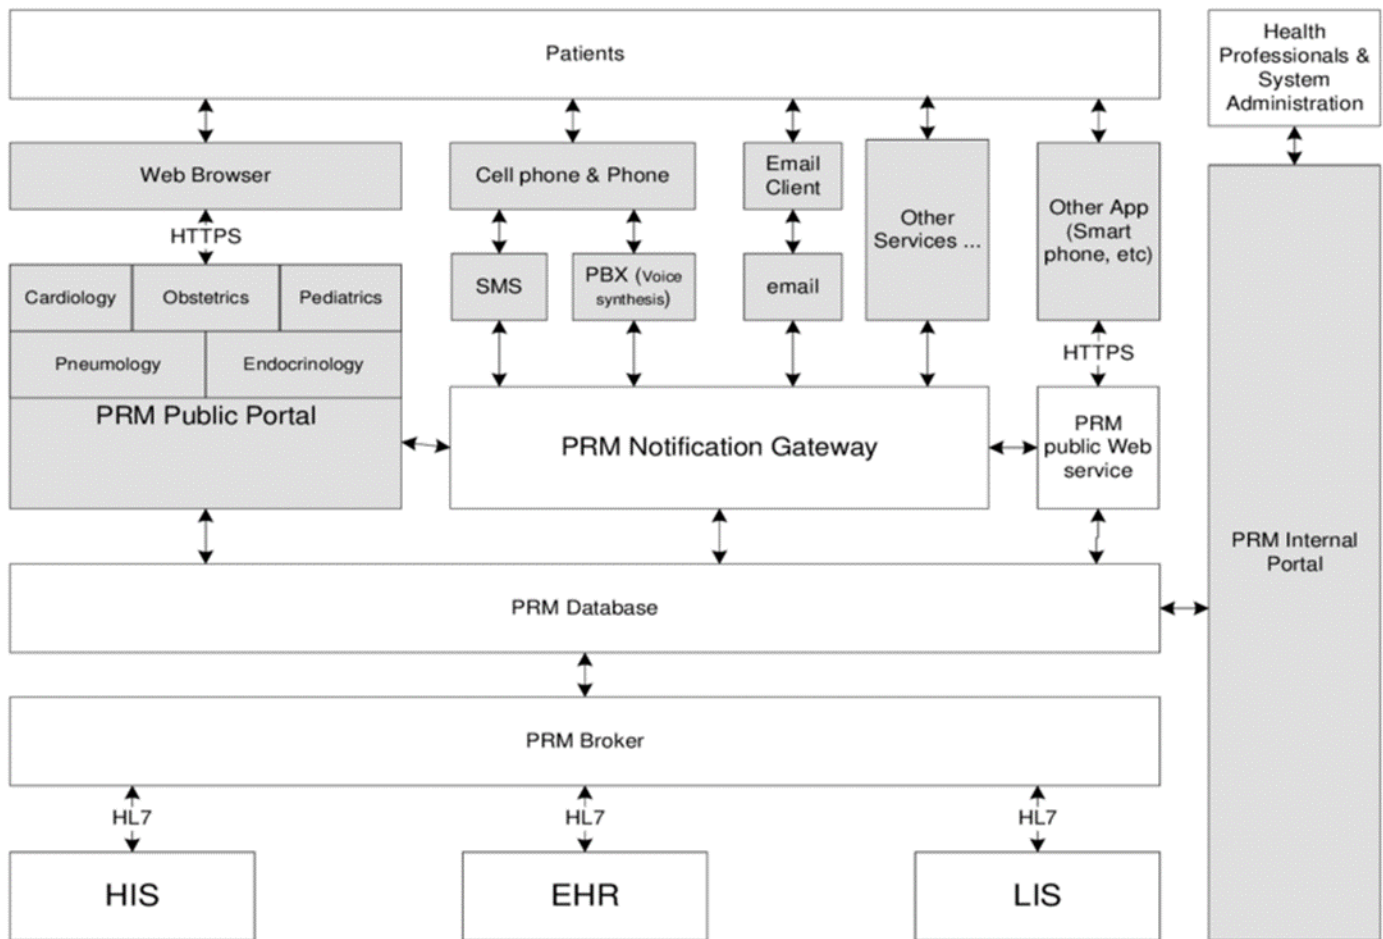 Patients
Health
Professionals &
System
Administration
Web Browser
Cell phone & Phone
Email
Client
Other
Services ...
Other App
(Smart
phone, etc)
HTTPS
SMS
PBX (Voice
synthesis)
email
Cardiology
Obstetrics
Pediatrics
Pneumology
Endocrinology
PRM Public Portal
HTTPS
PRM Notification Gateway
PRM
public Web
service
PRM Internal
Portal
PRM Database
PRM Broker
HL7
HL7
HL7
HIS
EHR
LIS